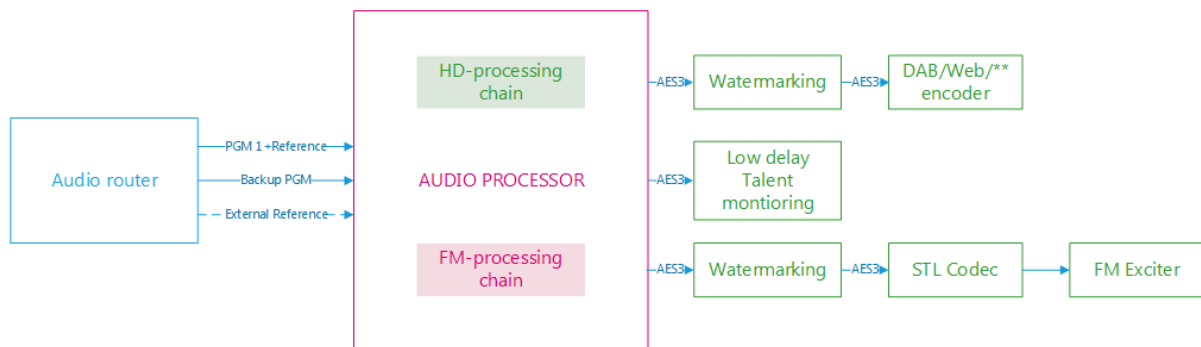 HD-processing
chain
AES3
Watermarking
AES3
DAB/Web/**
encoder
PGM 1 +Reference
Audio router
Backup PGM
AUDIO PROCESSOR
AES3
Low delay
Talent
montioring
External Reference
FM-processing
chain
AES3
Watermarking
AES3
STL Codec
FM Exciter